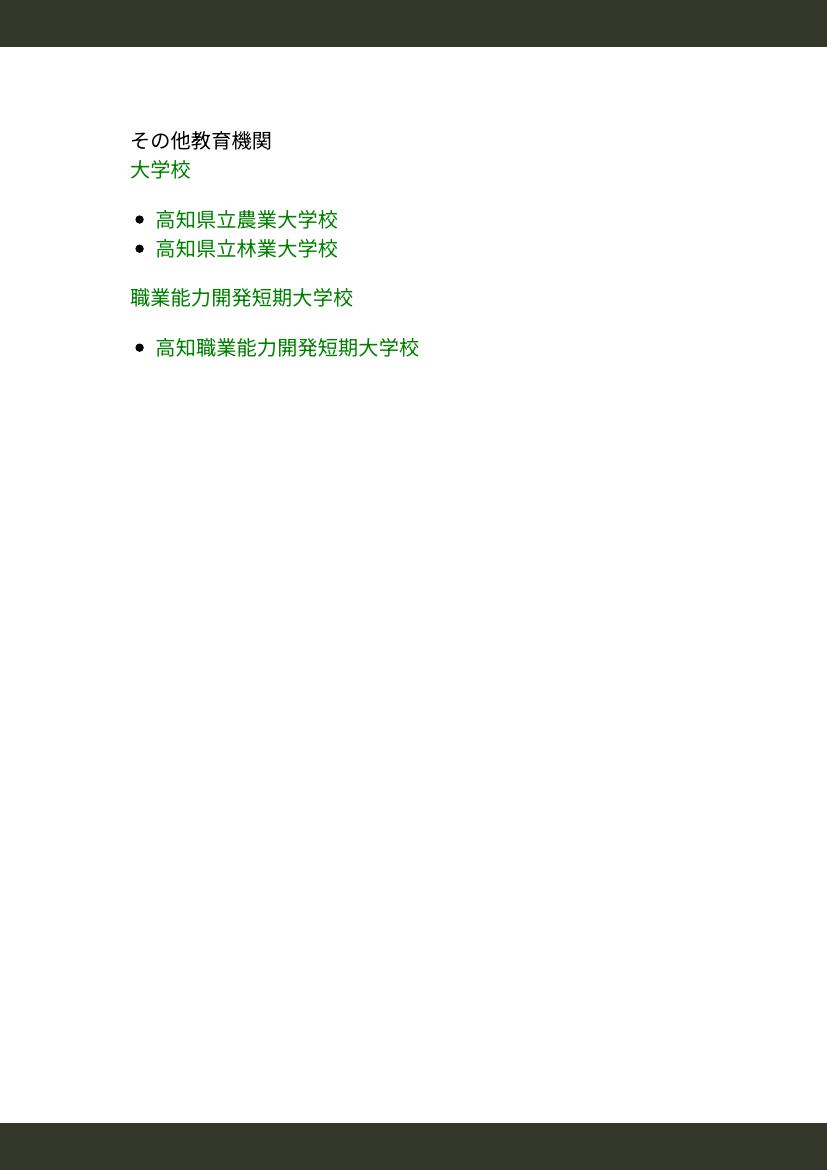 その他教育機関
大学校
• 高知県立農業大学校
• 高知県立林業大学校
職業能力開発短期大学校
• 高知職業能力開発短期大学校